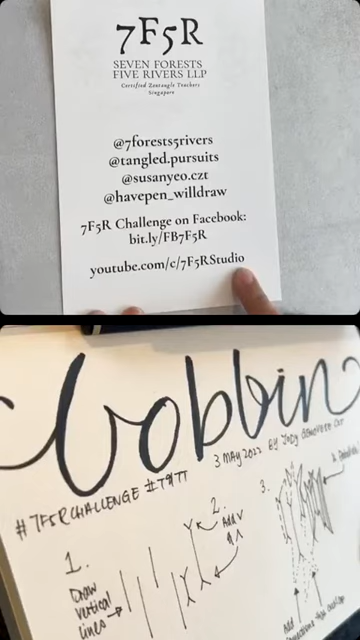 7F5R
SEVEN FORESTS
FIVE RIVERS LLP
Certified Zentangle Teachers
Singapore
@7forests5rivers
@tangled.pursuits
@susanyeo.czt
@havepen_willdraw
7F5R Challenge on Facebook:
bit.ly/FB7F5R
youtube.com/c/7F5RStudio
bobbin
3 MAY 2022 BY JODY
#7F5RCHALLENGE #T9TT
1.
Draw
vertical
lines
2.
Add V
3.
Add